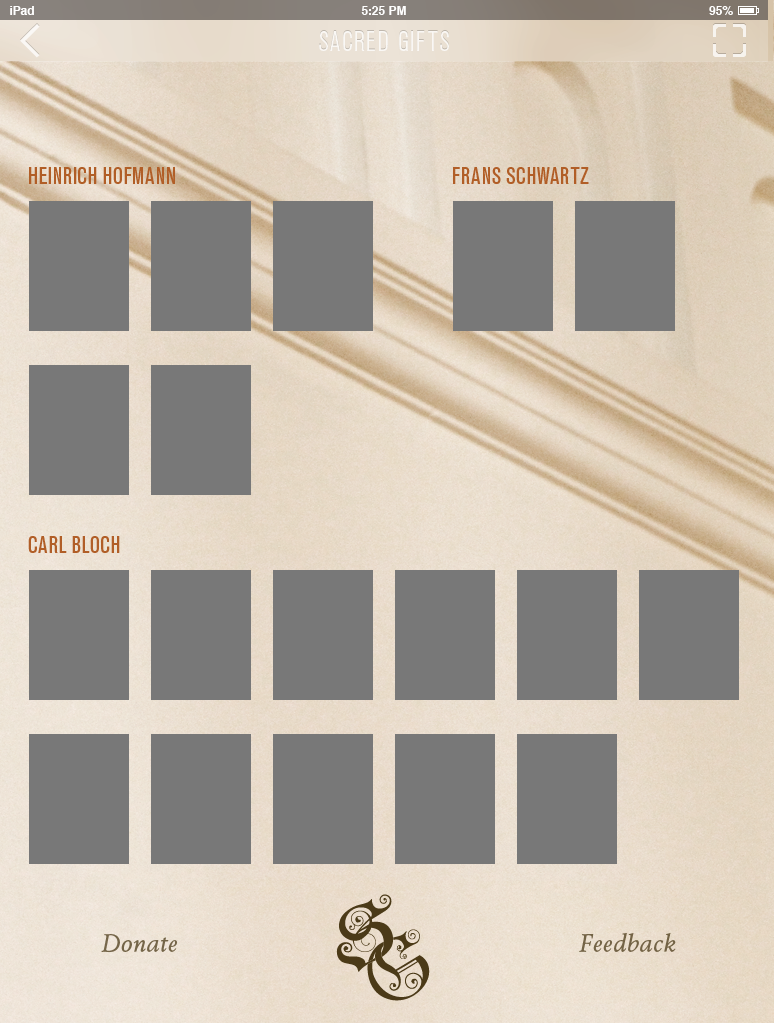 iPad 5:25 PM 95%
SACRED GIFTS
HEINRICH HOFMANN FRANS SCHWARTZ
CARL BLOCH
Donate Feedback